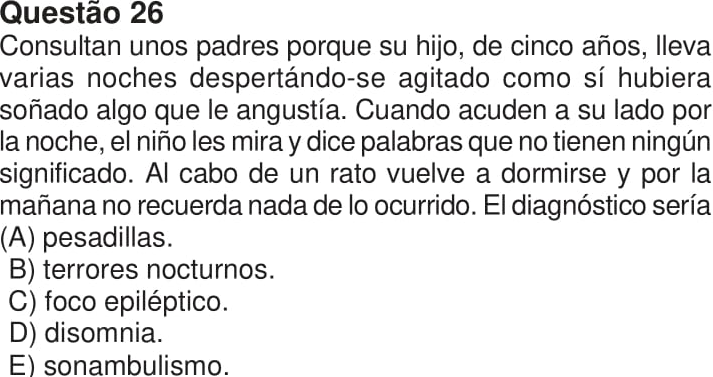 Questão 26
Consultan unos padres porque su hijo, de cinco años, lleva
varias noches despertándo-se agitado como sí hubiera
soñado algo que le angustía. Cuando acuden a su lado por
la noche, el niño les mira y dice palabras que no tienen ningún
significado. Al cabo de un rato vuelve a dormirse y por la
mañana no recuerda nada de lo ocurrido. El diagnóstico sería
(A) pesadillas.
B) terrores nocturnos.
C) foco epiléptico.
D) disomnia.
E) sonambulismo.